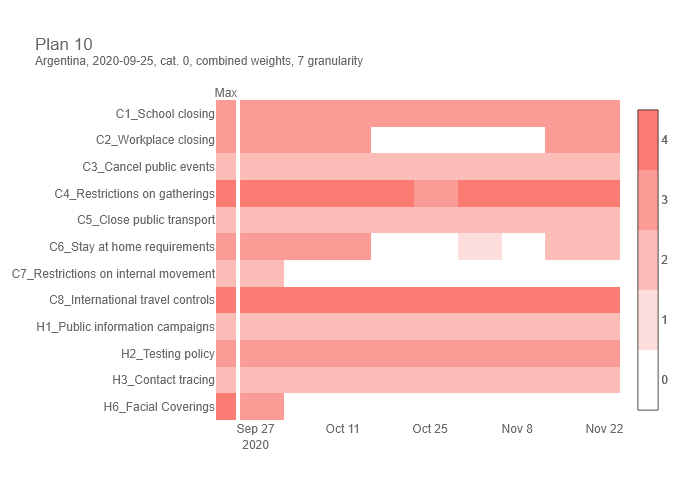 Plan 10
Argentina, 2020-09-25, cat. 0, combined weights, 7 granularity
Max
C1_School closing
C2_Workplace closing
C3_Cancel public events
C4_Restrictions on gatherings
C5_Close public transport
C6_Stay at home requirements
C7_Restrictions on internal movement
C8_International travel controls
H1_Public information campaigns
H2_Testing policy
H3_Contact tracing
H6_Facial Coverings
4
3
2
1
0
Sep 27 Oct 11 Oct 25 Nov 8 Nov 22
2020